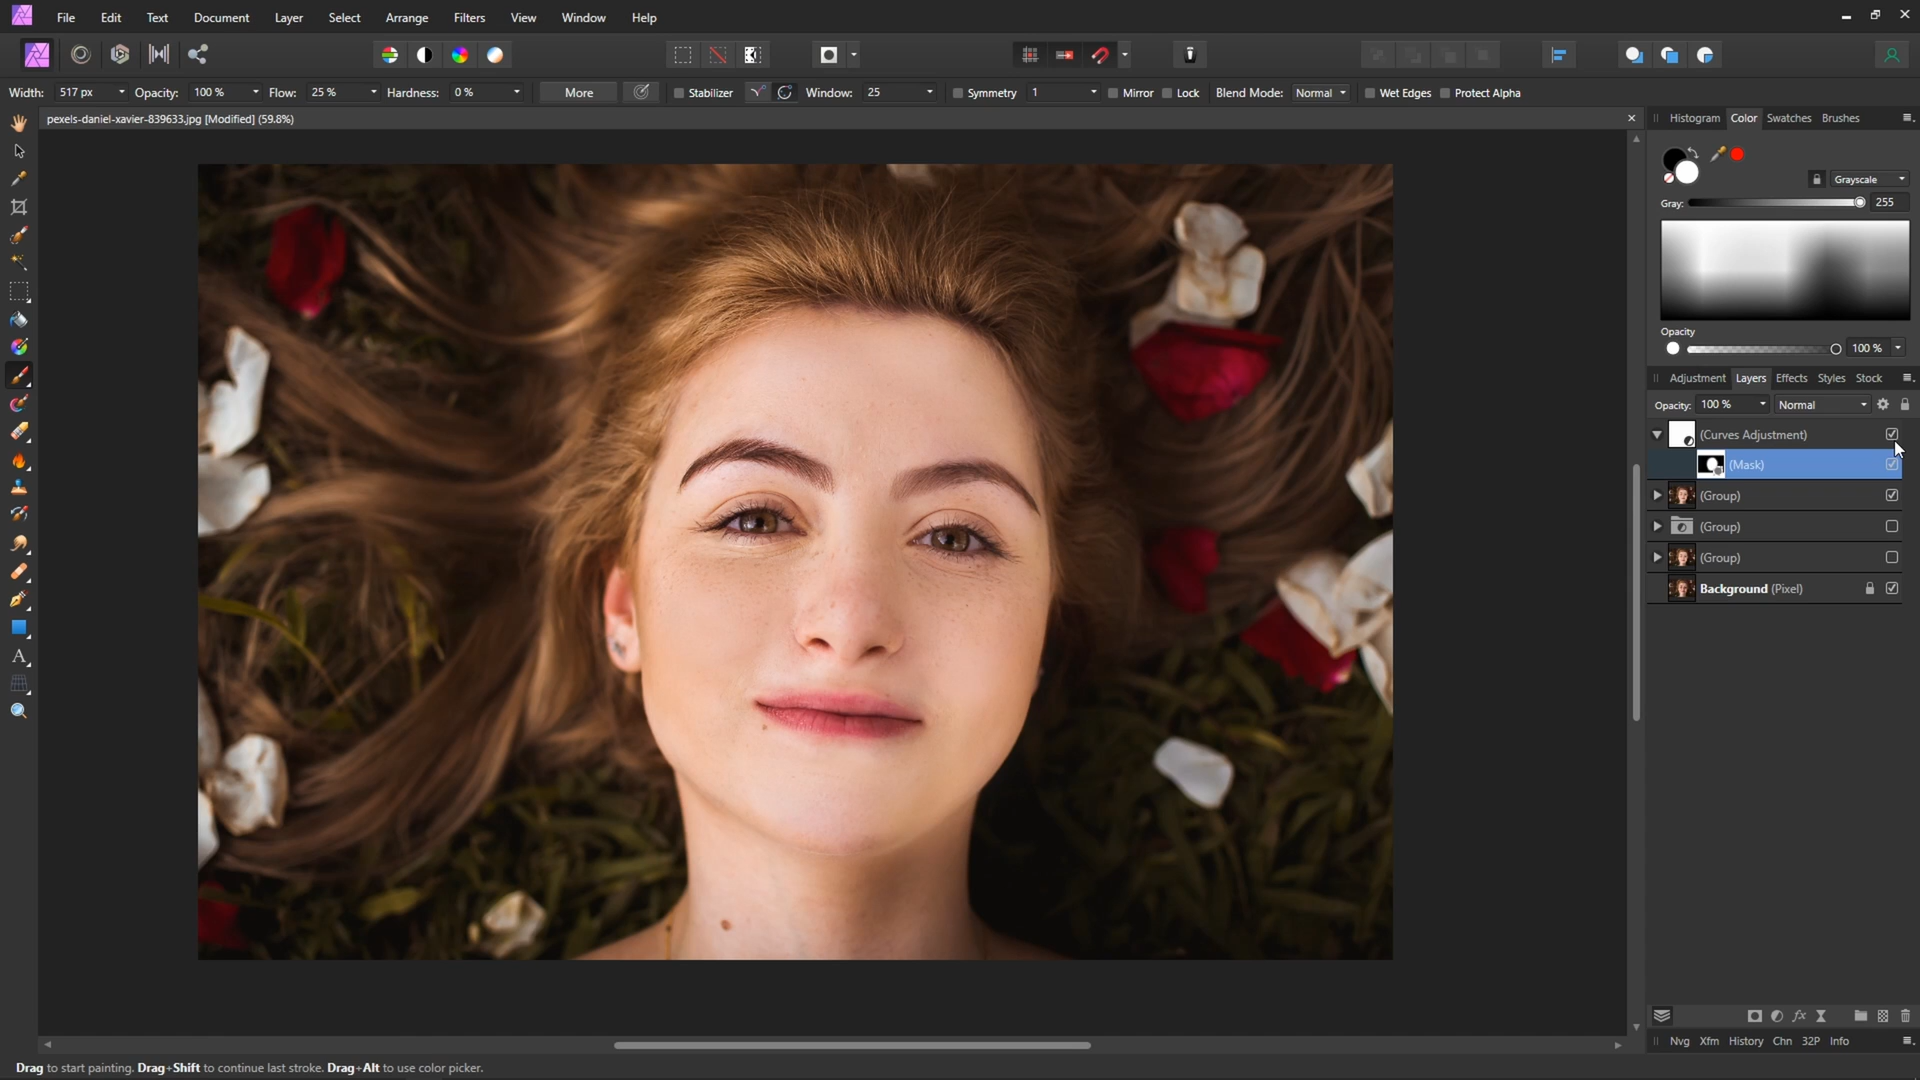 File Edit Text Document Layer Select Arrange Filters View Window Help
Width: 517 px Opacity: 100 % Flow: 25 % Hardness: 0 % More Stabilizer Window: 25 Symmetry 1 Mirror Lock Blend Mode: Normal Wet Edges Protect Alpha
pexels-daniel-xavier-839633.jpg [Modified] (59.8%)
Histogram Color Swatches Brushes
Grayscale
Gray: 255
Opacity
100 %
Adjustment Layers Effects Styles Stock
Opacity: 100 % Normal
(Curves Adjustment)
(Mask)
(Group)
(Group)
(Group)
Background (Pixel)
fx
Nvg Xfm History Chn 32P Info
Drag to start painting. Drag+Shift to continue last stroke. Drag+Alt to use color picker.